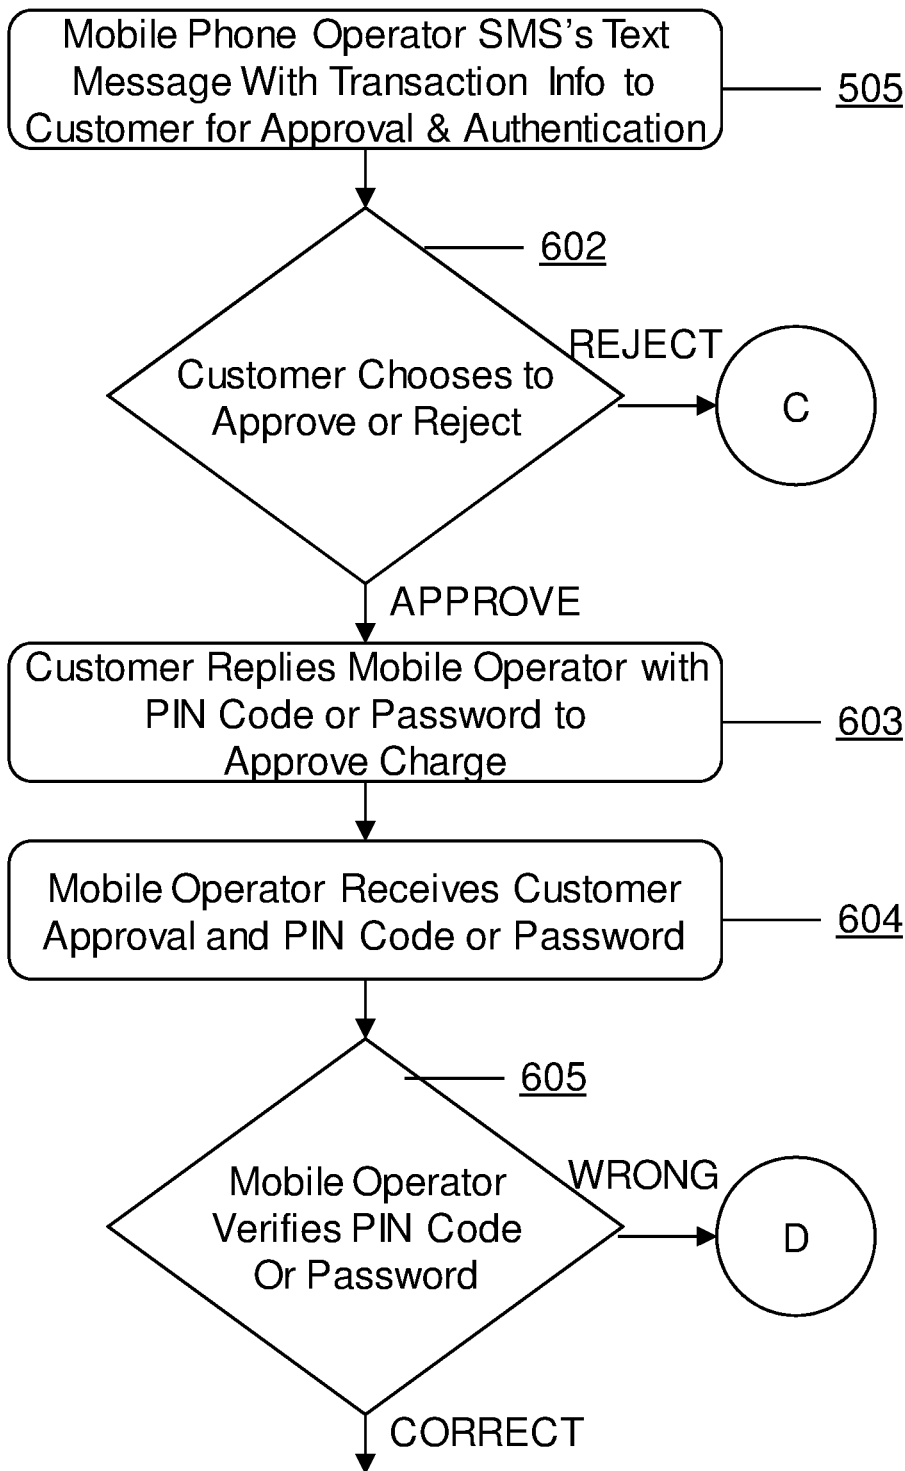 Mobile Phone Operator SMS's Text
Message With Transaction Info to
Customer for Approval & Authentication
505
602
REJECT
Customer Chooses to
Approve or Reject
C
APPROVE
Customer Replies Mobile Operator with
PIN Code or Password to
Approve Charge
603
Mobile Operator Receives Customer
Approval and PIN Code or Password
604
605
WRONG
Mobile Operator
Verifies PIN Code
Or Password
D
CORRECT